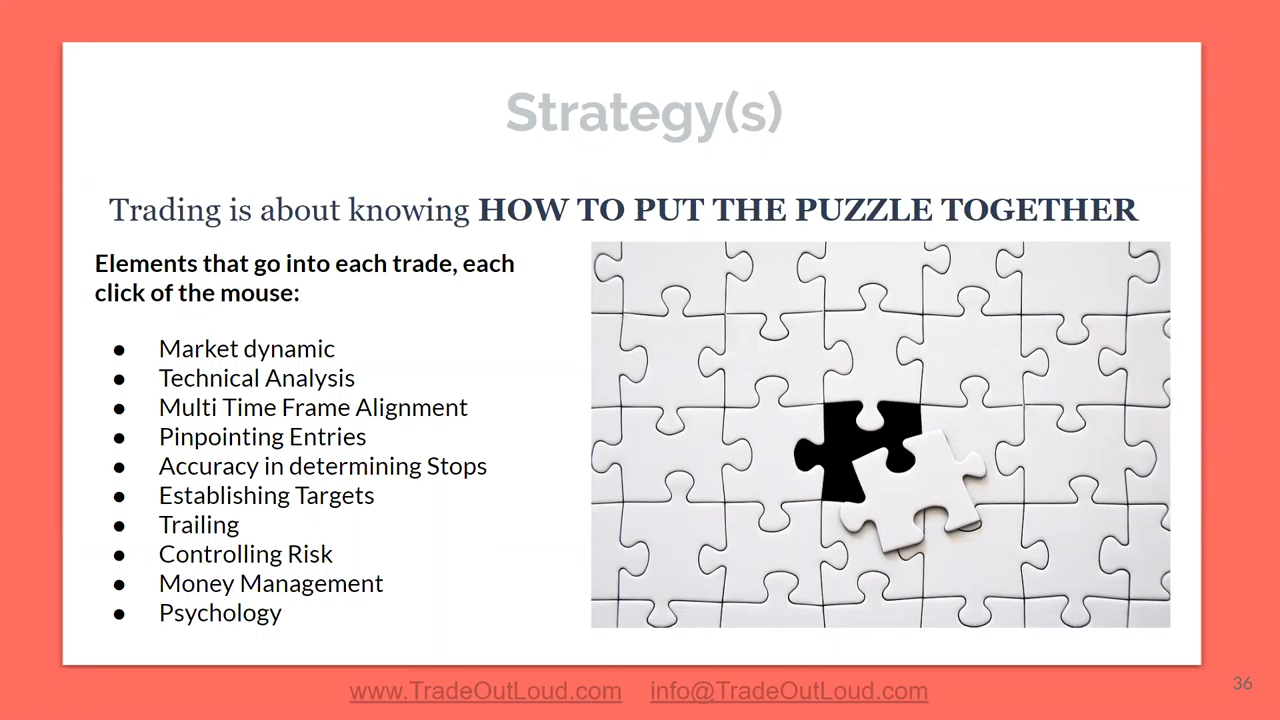 Strategy(s)
Trading is about knowing HOW TO PUT THE PUZZLE TOGETHER
Elements that go into each trade, each
click of the mouse:
● Market dynamic
● Technical Analysis
● Multi Time Frame Alignment
● Pinpointing Entries
● Accuracy in determining Stops
● Establishing Targets
● Trailing
● Controlling Risk
● Money Management
● Psychology
www.TradeOutLoud.com info@TradeOutLoud.com
36